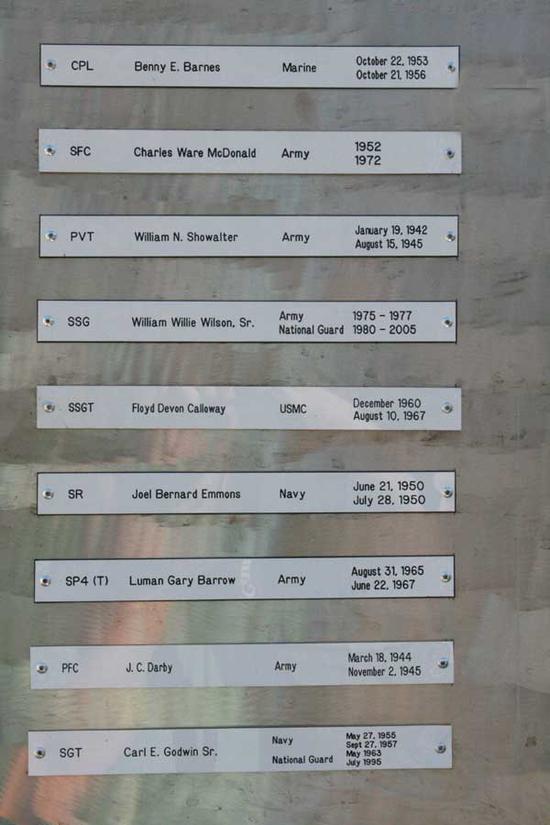 CPL Benny E. Barnes Marine October 22, 1953
October 21, 1956
SFC Charles Ware McDonald Army 1952
1972
PVT William N. Showalter Army January 19, 1942
August 15, 1945
SSG William Willie Wilson, Sr. Army 1975 - 1977
National Guard 1980 - 2005
SSGT Floyd Devon Calloway USMC December 1960
August 10, 1967
SR Joel Bernard Emmons Navy June 21, 1950
July 28, 1950
SP4 (T) Luman Gary Barrow Army August 31, 1965
June 22, 1967
PFC J. C. Darby Army March 18, 1944
November 2, 1945
SGT Carl E. Godwin Sr. Navy May 27, 1955
Sept 27, 1957
National Guard May 1963
July 1995